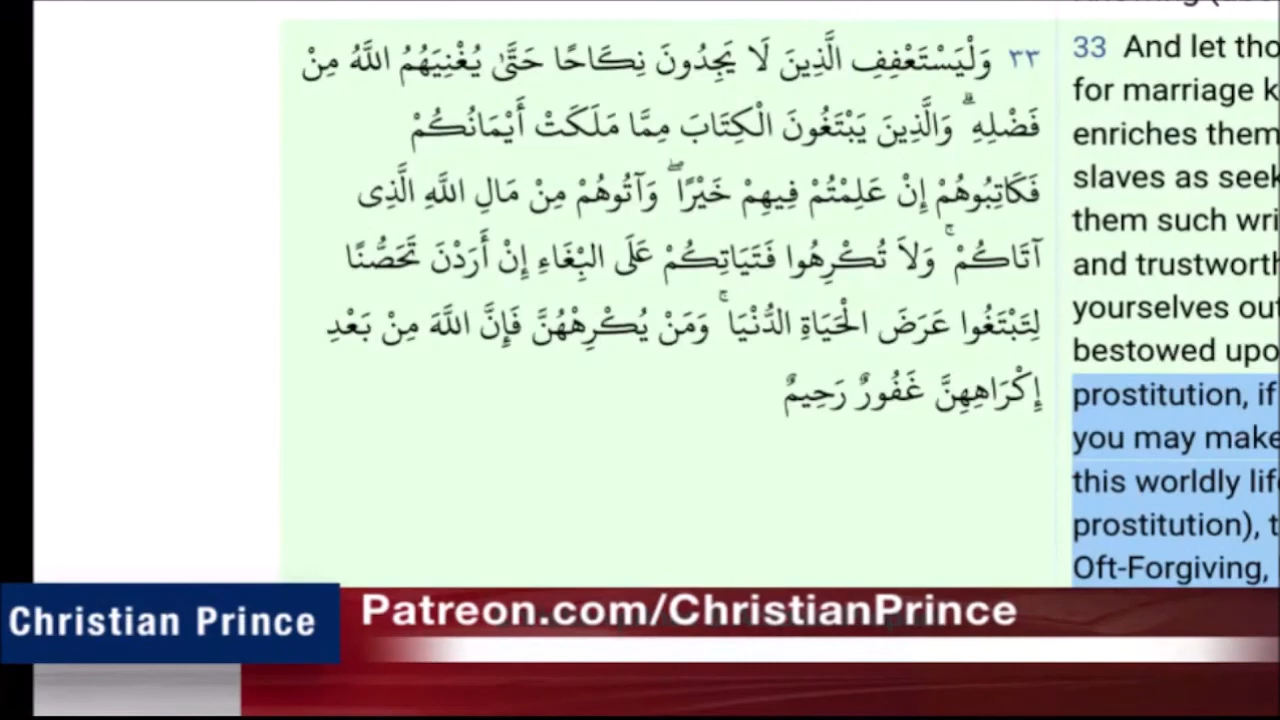 ٣٣ وَلْيَسْتَعْفِفِ الَّذِينَ لَا يَجِدُونَ نِكَاحًا حَتَّىٰ يُغْنِيَهُمُ اللَّهُ مِنْ
فَضْلِهِ ۗ وَالَّذِينَ يَبْتَغُونَ الْكِتَابَ مِمَّا مَلَكَتْ أَيْمَانُكُمْ
فَكَاتِبُوهُمْ إِنْ عَلِمْتُمْ فِيهِمْ خَيْرًا ۖ وَآتُوهُمْ مِنْ مَالِ اللَّهِ الَّذِى
آتَاكُمْ ۚ وَلاَ تُكْرِهُوا فَتَيَاتِكُمْ عَلَى الْبِغَاءِ إِنْ أَرَدْنَ تَحَصُّنًا
لِتَبْتَغُوا عَرَضَ الْحَيَاةِ الدُّنْيَا ۚ وَمَنْ يُكْرِهْهُنَّ فَإِنَّ اللَّهَ مِنْ بَعْدِ
إِكْرَاهِهِنَّ غَفُورٌ رَحِيمٌ
33 And let tho
for marriage k
enriches them
slaves as seek
them such wri
and trustworth
yourselves out
bestowed upo
prostitution, if
you may make
this worldly life
prostitution), t
Oft-Forgiving,
Christian Prince
Patreon.com/ChristianPrince